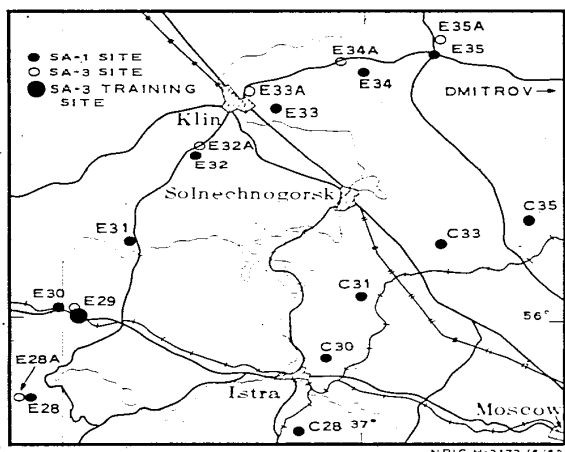 SA-1 SITE
SA-3 SITE
SA-3 TRAINING
SITE
E35A
E35
E34A
E34
DMITROV
E33A
E33
Klin
E32A
E32
Solnechnogorsk
E31
C35
C33
E30
E29
C31
56°
E28A
C30
E28
Istra
Moscow
C28
37°